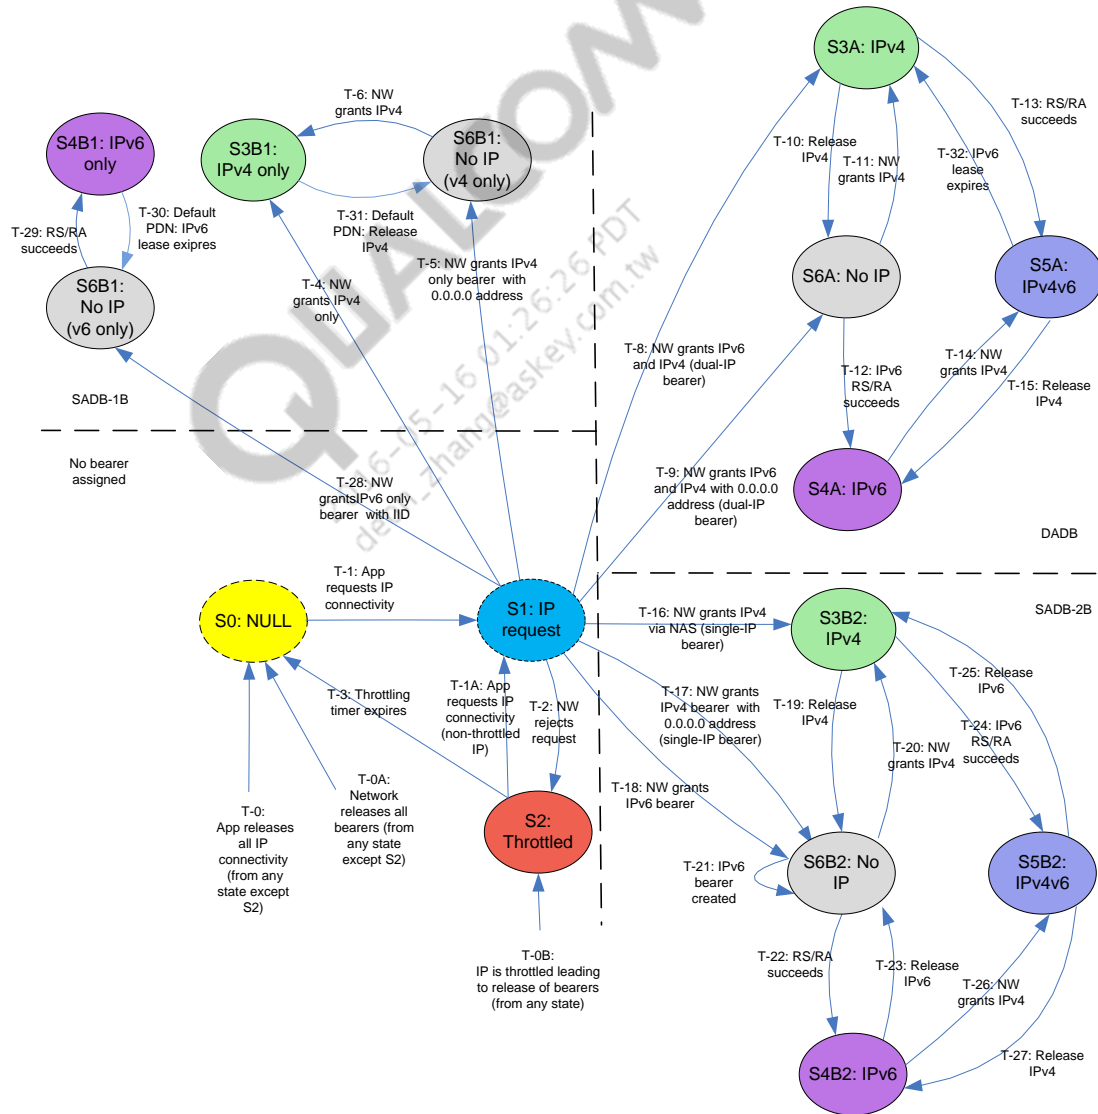 QUALCOMM
S3A: IPv4
T-6: NW
grants IPv4
T-13: RS/RA
succeeds
S4B1: IPv6
only
S3B1:
IPv4 only
S6B1:
No IP
(v4 only)
T-10: Release
IPv4
T-11: NW
grants IPv4
T-32: IPv6
lease
expires
T-30: Default
PDN: IPv6
lease exipres
T-29: RS/RA
succeeds
T-31: Default
PDN: Release
IPv4
S6B1:
No IP
(v6 only)
T-4: NW
grants IPv4
only
T-5: NW grants IPv4
only bearer with
0.0.0.0 address
S6A: No IP
S5A:
IPv4v6
T-8: NW grants IPv6
and IPv4 (dual-IP
bearer)
T-12: IPv6
RS/RA
succeeds
T-14: NW
grants IPv4
T-15: Release
IPv4
SADB-1B
No bearer
assigned
T-28: NW
grantsIPv6 only
bearer with IID
T-9: NW grants IPv6
and IPv4 with 0.0.0.0
address (dual-IP
bearer)
S4A: IPv6
DADB
2016-05-16 01:26:26 PDT
zhang@askey.com.tw
SADB-2B
T-1: App
requests IP
connectivity
S0: NULL
S1: IP
request
T-16: NW grants IPv4
via NAS (single-IP
bearer)
S3B2:
IPv4
T-3: Throttling
timer expires
T-1A: App
requests IP
connectivity
(non-throttled
IP)
T-2: NW
rejects
request
T-17: NW grants
IPv4 bearer with
0.0.0.0 address
(single-IP bearer)
T-19: Release
IPv4
T-25: Release
IPv6
T-24: IPv6
RS/RA
succeeds
T-20: NW
grants IPv4
T-18: NW grants
IPv6 bearer
T-0:
App releases
all IP
connectivity
(from any
state except
S2)
T-0A:
Network
releases all
bearers (from
any state
except S2)
S2:
Throttled
T-21: IPv6
bearer
created
S6B2: No
IP
S5B2:
IPv4v6
T-0B:
IP is throttled leading
to release of bearers
(from any state)
T-22: RS/RA
succeeds
T-23: Release
IPv6
T-26: NW
grants IPv4
T-27: Release
IPv4
S4B2: IPv6